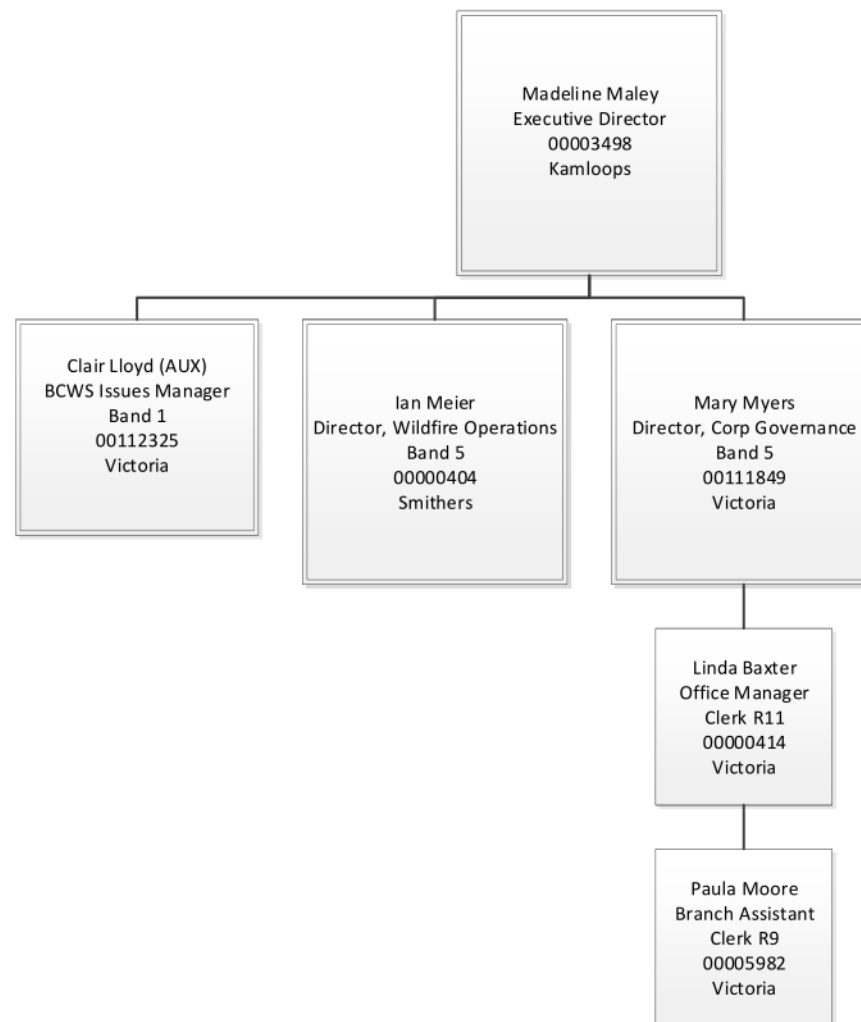 Madeline Maley
Executive Director
00003498
Kamloops
Clair Lloyd (AUX)
BCWS Issues Manager
Band 1
00112325
Victoria
Ian Meier
Director, Wildfire Operations
Band 5
00000404
Smithers
Mary Myers
Director, Corp Governance
Band 5
00111849
Victoria
Linda Baxter
Office Manager
Clerk R11
00000414
Victoria
Paula Moore
Branch Assistant
Clerk R9
00005982
Victoria